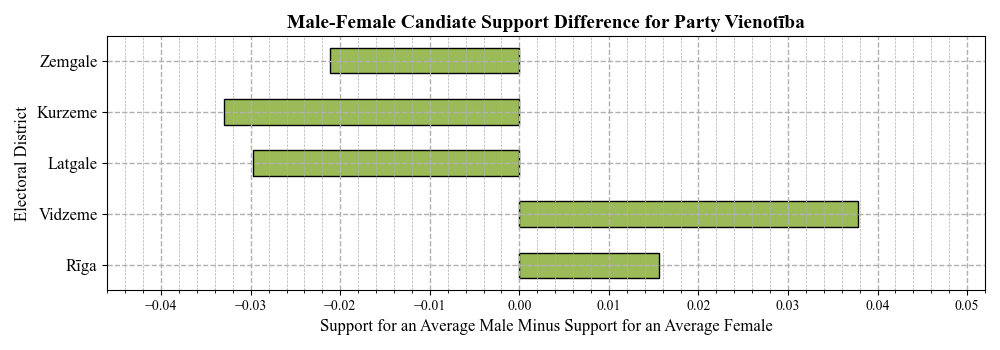 Male-Female Candiate Support Difference for Party Vienotība
Electoral District
Zemgale
Kurzeme
Latgale
Vidzeme
Rīga
−0.04 −0.03 −0.02 −0.01 0.00 0.01 0.02 0.03 0.04 0.05
Support for an Average Male Minus Support for an Average Female